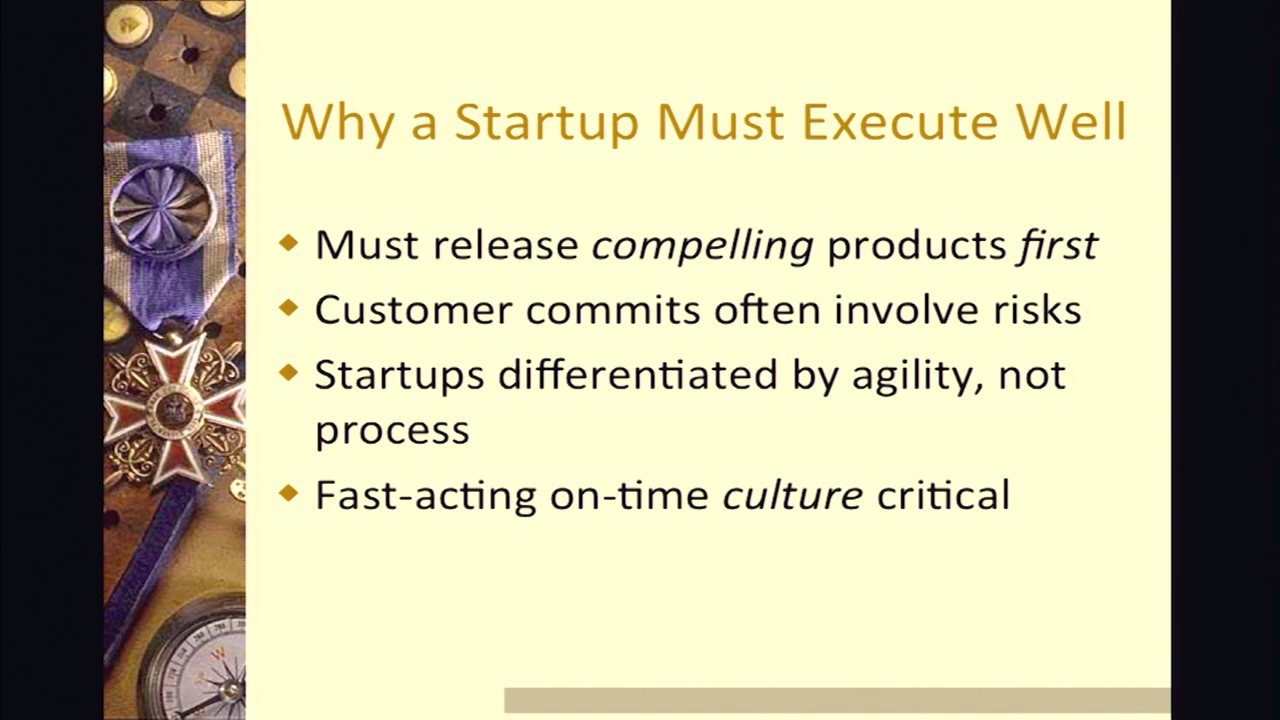 Why a Startup Must Execute Well
Must release compelling products first
Customer commits often involve risks
Startups differentiated by agility, not
process
Fast-acting on-time culture critical